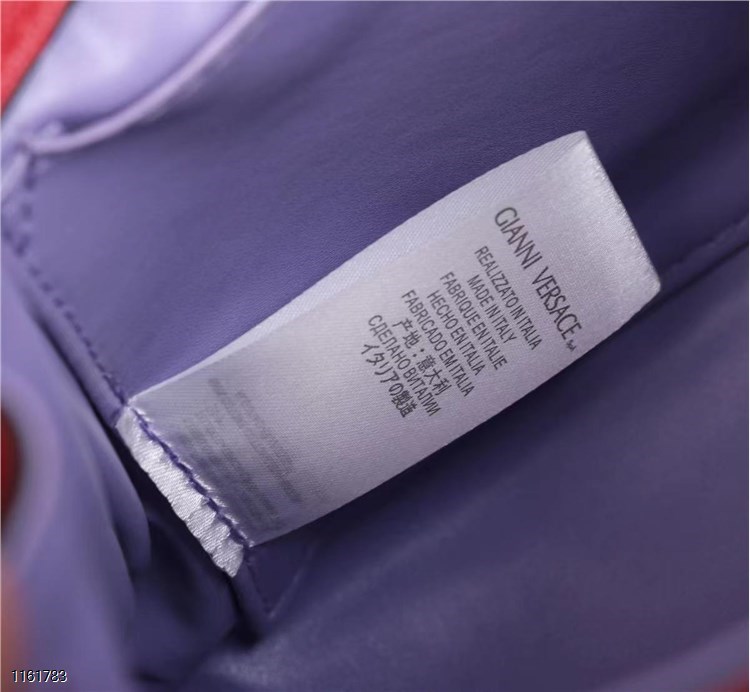 GIANNI VERSACE SpA
REALIZZATO IN ITALIA
MADE IN ITALY
FABRIQUE EN ITALIE
HECHO EN ITALIA
FABRICADO EM ITALIA
产地:意大利
СДЕЛАНО В ИТАЛИИ
イタリアの製造
1161783